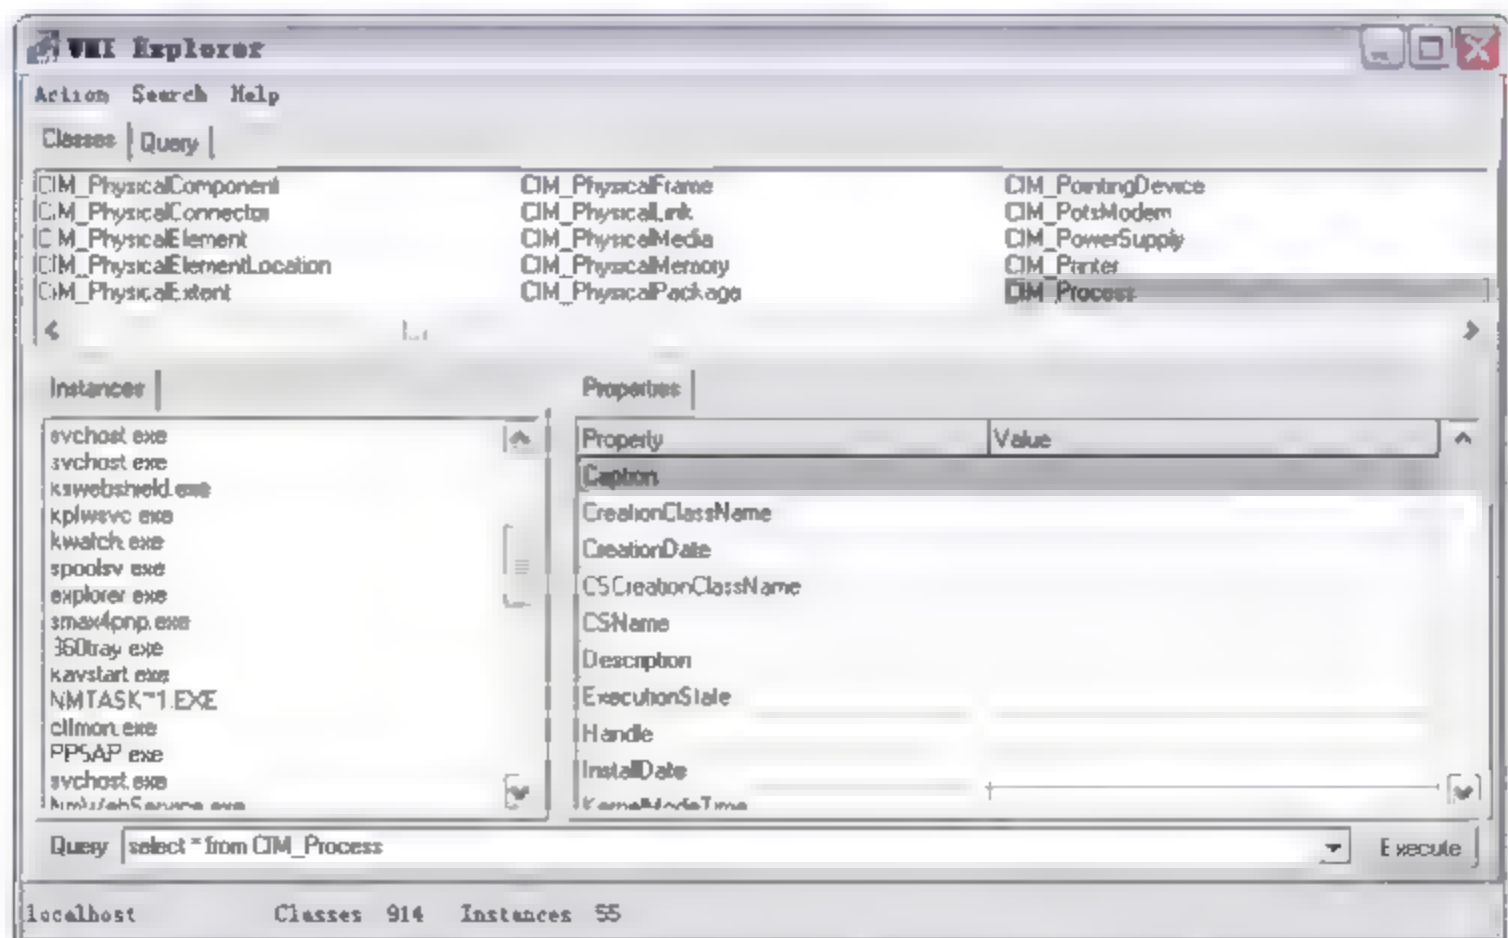 WMI Explorer
Action Search Help
Classes Query
CIM_PhysicalComponent CIM_PhysicalFrame CIM_PointingDevice
CIM_PhysicalConnector CIM_PhysicalLink CIM_PotsModem
CIM_PhysicalElement CIM_PhysicalMedia CIM_PowerSupply
CIM_PhysicalElementLocation CIM_PhysicalMemory CIM_Printer
CIM_PhysicalExtent CIM_PhysicalPackage CIM_Process
Instances
svchost.exe
svchost.exe
kswebshield.exe
kplwsvc.exe
kwatch.exe
spoolsv.exe
explorer.exe
smax4pnp.exe
360tray.exe
kavstart.exe
NMTASK~1.EXE
ctfmon.exe
PPSAP.exe
svchost.exe
NmWebService.exe
Properties
Property Value
Caption
CreationClassName
CreationDate
CSCreationClassName
CSName
Description
ExecutionState
Handle
InstallDate
KernelModeTime
Query select * from CIM_Process Execute
localhost Classes 914 Instances 55